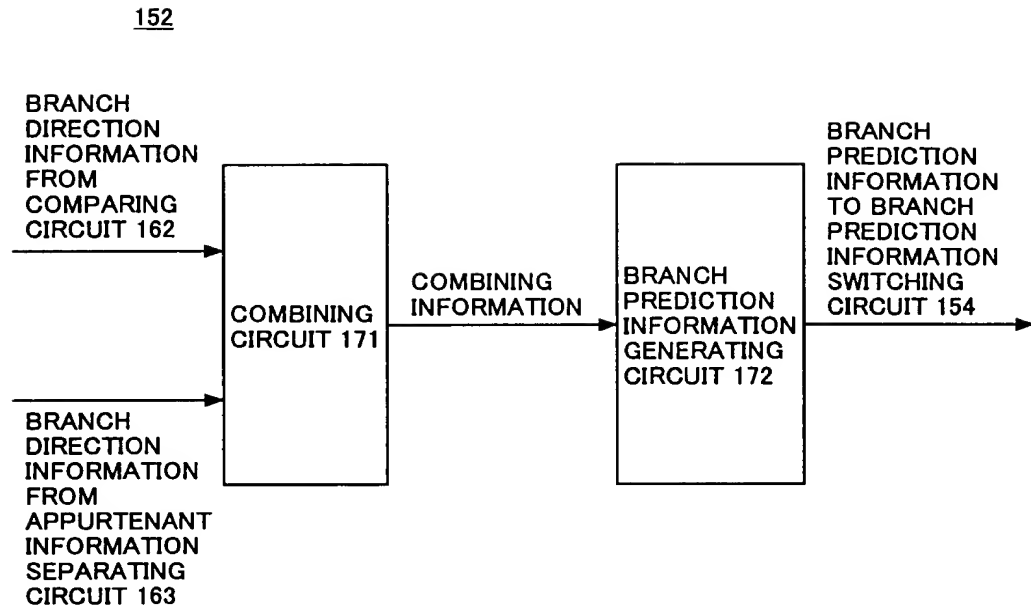 152
BRANCH
DIRECTION
INFORMATION
FROM
COMPARING
CIRCUIT 162
COMBINING
CIRCUIT 171
BRANCH
DIRECTION
INFORMATION
FROM
APPURTENANT
INFORMATION
SEPARATING
CIRCUIT 163
COMBINING
INFORMATION
BRANCH
PREDICTION
INFORMATION
GENERATING
CIRCUIT 172
BRANCH
PREDICTION
INFORMATION
TO BRANCH
PREDICTION
INFORMATION
SWITCHING
CIRCUIT 154